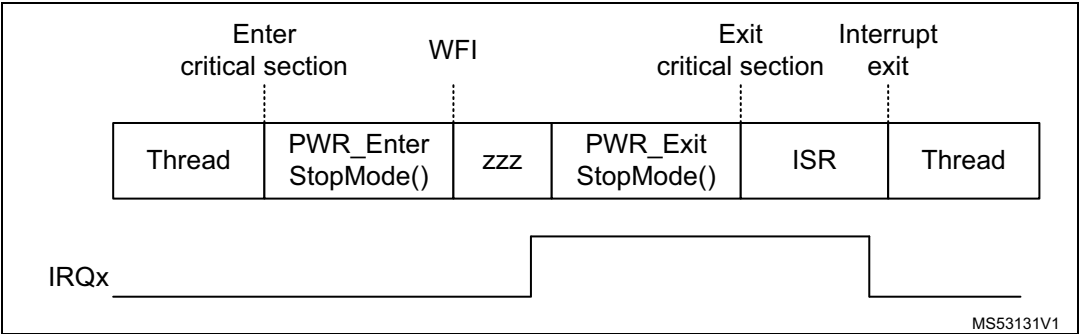 Enter
critical section
WFI
Exit
critical section
Interrupt
exit
Thread
PWR_Enter
StopMode()
zzz
PWR_Exit
StopMode()
ISR
Thread
IRQx
MS53131V1